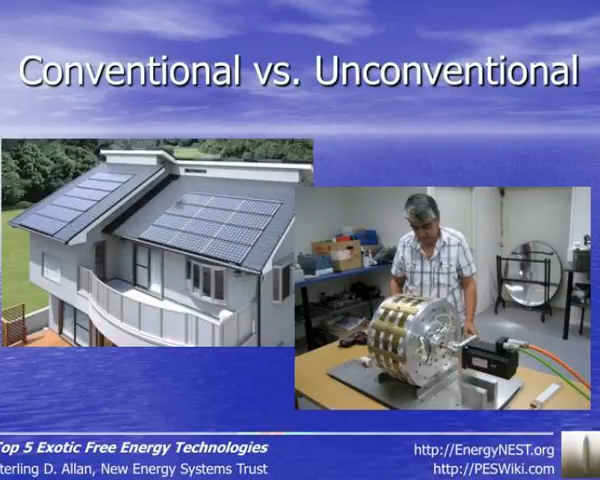 Conventional vs. Unconventional
Top 5 Exotic Free Energy Technologies
http://EnergyNEST.org
Sterling D. Allan, New Energy Systems Trust
http://PESWiki.com